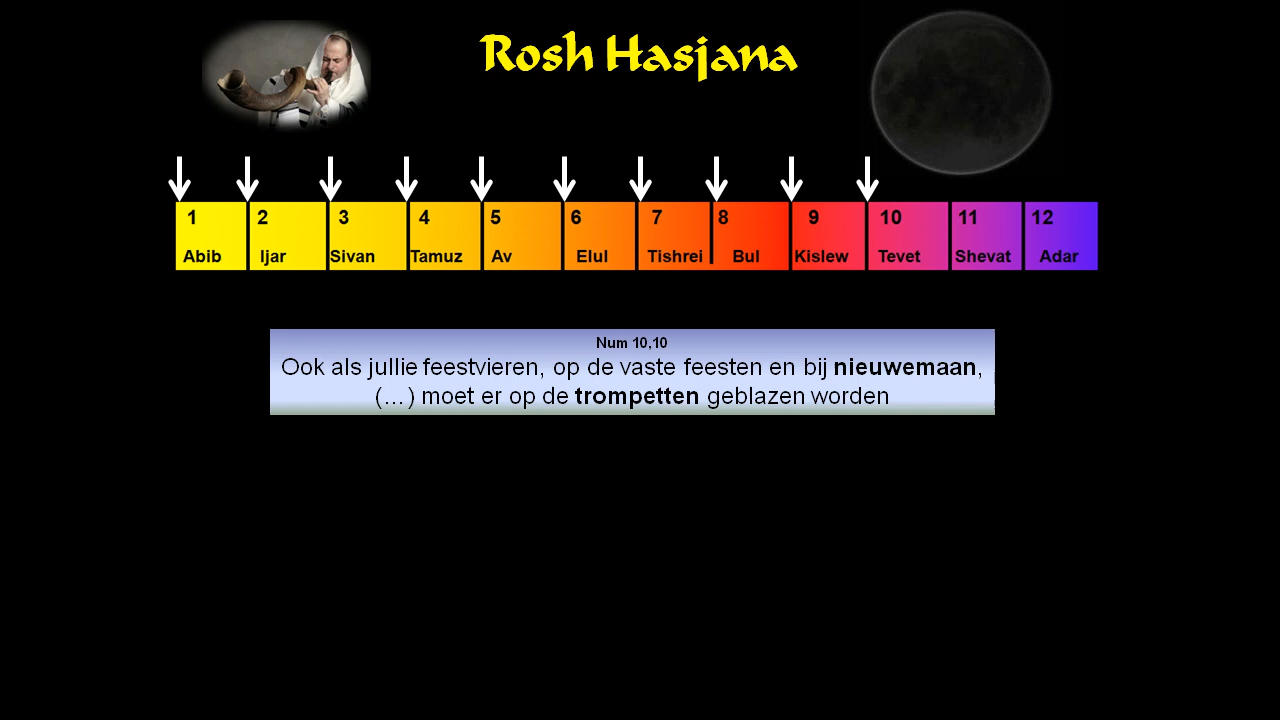 Rosh Hasjana
1 2 3 4 5 6 7 8 9 10 11 12
Abib Ijar Sivan Tamuz Av Elul Tishrei Bul Kislew Tevet Shevat Adar
Num 10,10
Ook als jullie feestvieren, op de vaste feesten en bij nieuwemaan,
(…) moet er op de trompetten geblazen worden